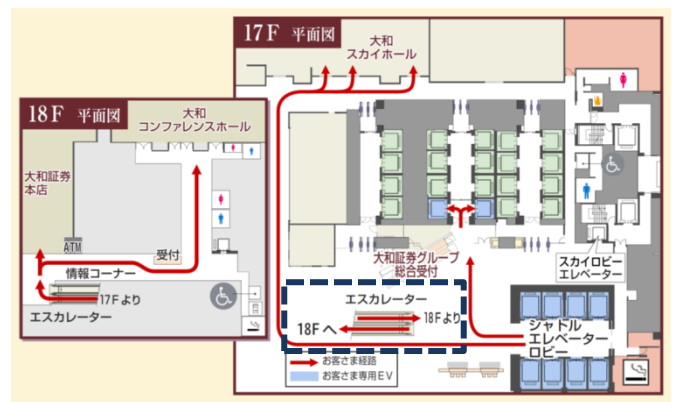 17F 平面図
大和
スカイホール
18F 平面図
大和
コンファレンスホール
大和証券
本店
ATM
受付
情報コーナー
17Fより
エスカレーター
大和証券グループ
総合受付
スカイロビー
エレベーター
エスカレーター
18Fより
18Fへ
シャトル
エレベーター
ロビー
お客さま経路
お客さま専用EV